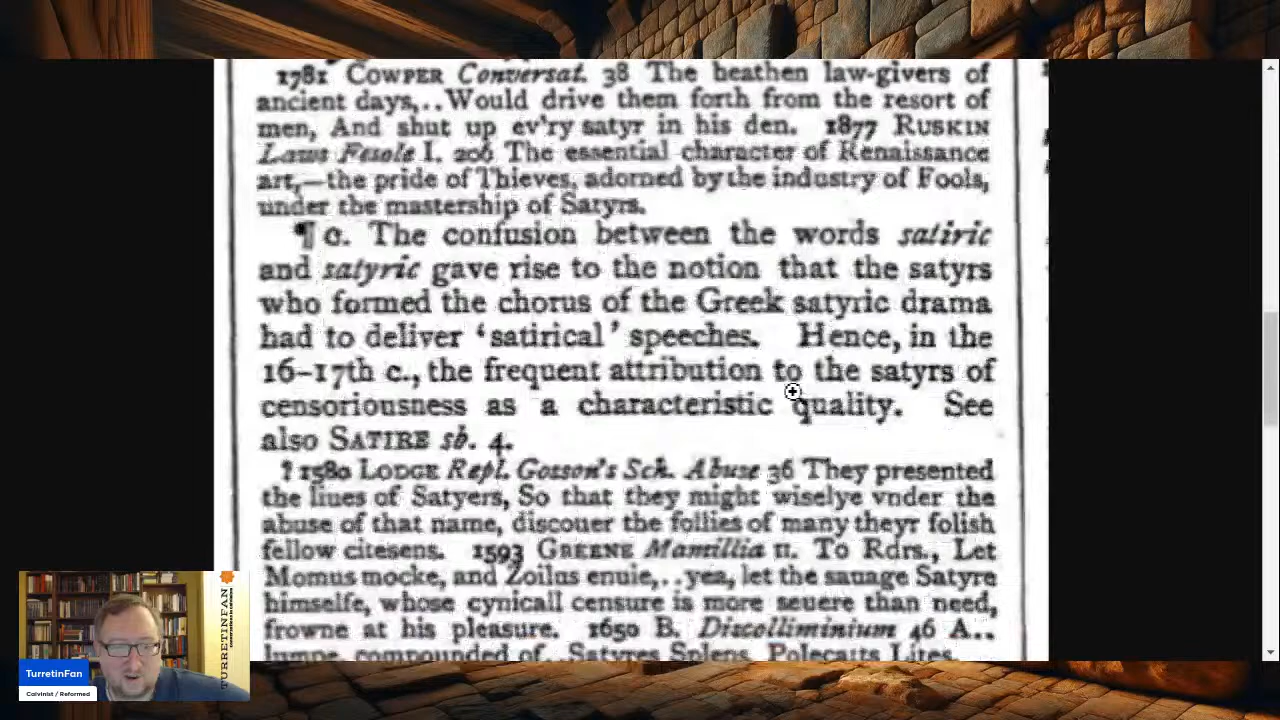 1781 COWPER Conversat. 38 The heathen law-givers of
ancient days,..Would drive them forth from the resort of
men, And shut up ev'ry satyr in his den. 1877 RUSKIN
Laws Fesole I. 206 The essential character of Renaissance
art,—the pride of Thieves, adorned by the industry of Fools,
under the mastership of Satyrs.
¶ c. The confusion between the words satiric
and satyric gave rise to the notion that the satyrs
who formed the chorus of the Greek satyric drama
had to deliver ‘satirical’ speeches. Hence, in the
16–17th c., the frequent attribution to the satyrs of
censoriousness as a characteristic quality. See
also SATIRE sb. 4.
? 1580 LODGE Repl. Gosson's Sch. Abuse 36 They presented
the liues of Satyers, So that they might wiselye vnder the
abuse of that name, discouer the follies of many theyr folish
fellow citesens. 1593 GREENE Mamillia II. To Rdrs., Let
Momus mocke, and Zoilus enuie,..yea, let the sauage Satyre
himselfe, whose cynicall censure is more seuere than need,
frowne at his pleasure. 1650 B. Discolliminium 46 A..
lumpe compounded of..Satyres Splens, Polecatts
TURRETINFAN
TurretinFan
Calvinist / Reformed